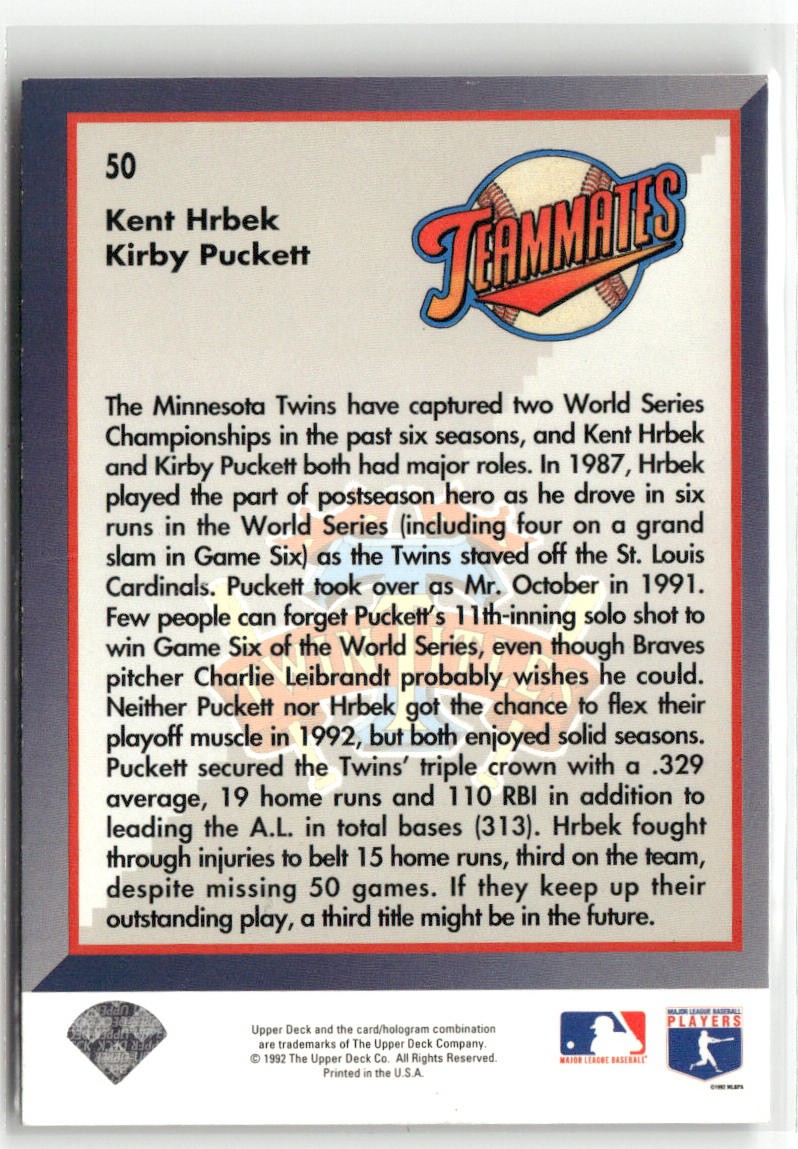 50
Kent Hrbek
Kirby Puckett
TEAMMATES
The Minnesota Twins have captured two World Series
Championships in the past six seasons, and Kent Hrbek
and Kirby Puckett both had major roles. In 1987, Hrbek
played the part of postseason hero as he drove in six
runs in the World Series (including four on a grand
slam in Game Six) as the Twins staved off the St. Louis
Cardinals. Puckett took over as Mr. October in 1991.
Few people can forget Puckett's 11th-inning solo shot to
win Game Six of the World Series, even though Braves
pitcher Charlie Leibrandt probably wishes he could.
Neither Puckett nor Hrbek got the chance to flex their
playoff muscle in 1992, but both enjoyed solid seasons.
Puckett secured the Twins' triple crown with a .329
average, 19 home runs and 110 RBI in addition to
leading the A.L. in total bases (313). Hrbek fought
through injuries to belt 15 home runs, third on the team,
despite missing 50 games. If they keep up their
outstanding play, a third title might be in the future.
TWIN TITLES
Upper Deck and the card/hologram combination
are trademarks of The Upper Deck Company.
© 1992 The Upper Deck Co. All Rights Reserved.
Printed in the U.S.A.
MAJOR LEAGUE BASEBALL
MAJOR LEAGUE BASEBALL
PLAYERS
©1992 MLBPA